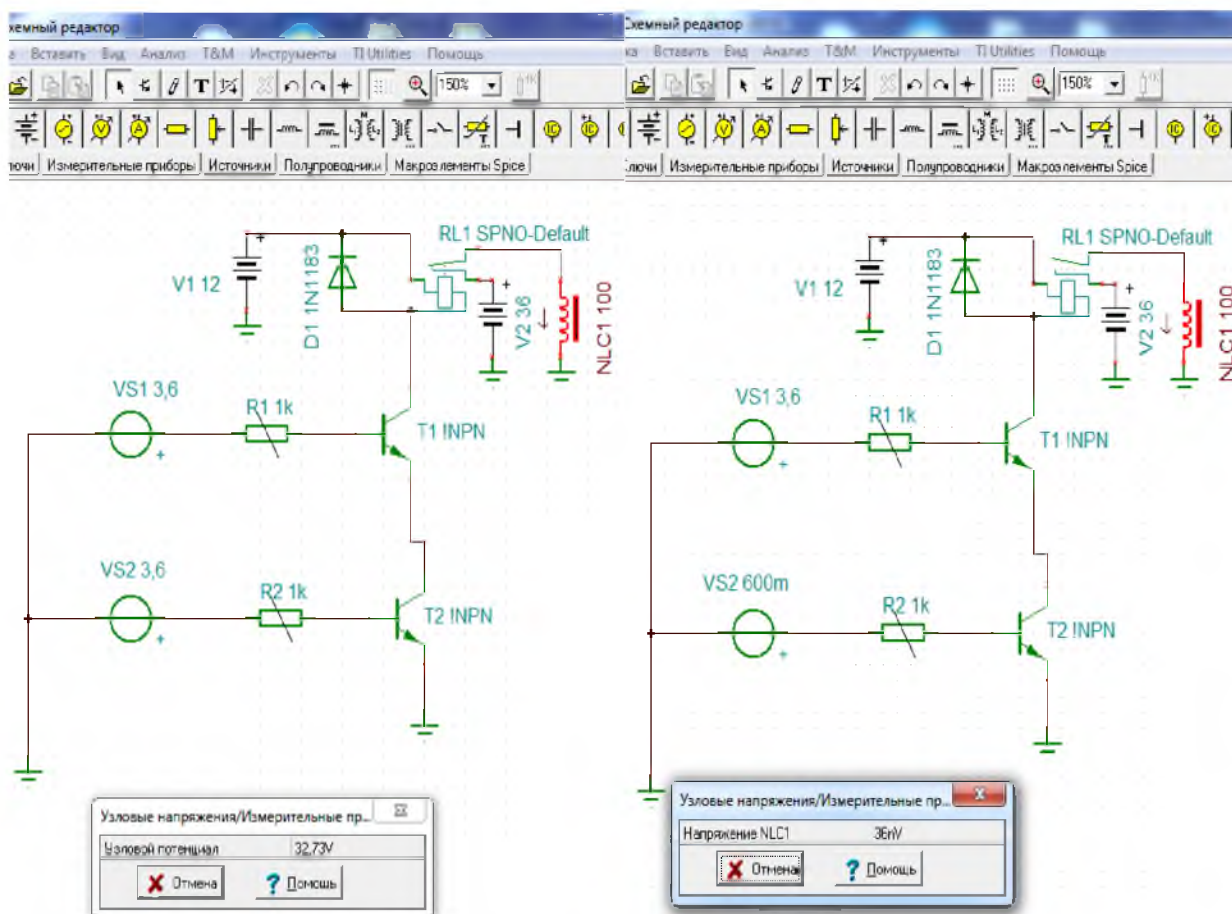 хемный редактор
ка Вставить Вид Анализ T&M Инструменты TI Utilities Помощь
150%
лючи Измерительные приборы Источники Полупроводники Макроэлементы Spice
RL1 SPNO-Default
V1 12
D1 1N1183
V2 36
NLC1 100
VS1 3,6
R1 1k
T1 !NPN
VS2 3,6
R2 1k
T2 !NPN
Узловые напряжения/Измерительные пр...
Узловой потенциал 32,73V
Отмена
Помощь
Схемный редактор
ка Вставить Вид Анализ T&M Инструменты TI Utilities Помощь
150%
лючи Измерительные приборы Источники Полупроводники Макроэлементы Spice
RL1 SPNO-Default
V1 12
D1 1N1183
V2 36
NLC1 100
VS1 3,6
R1 1k
T1 !NPN
VS2 600m
R2 1k
T2 !NPN
Узловые напряжения/Измерительные пр...
Напряжение NLC1 36nV
Отмена
Помощь